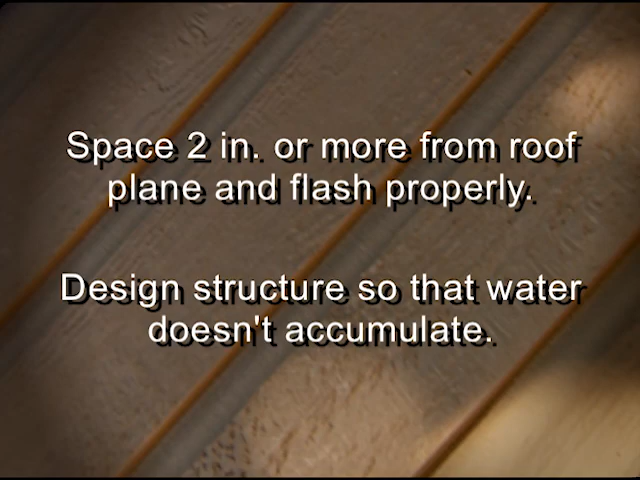 Space 2 in. or more from roof
plane and flash properly.
Design structure so that water
doesn't accumulate.